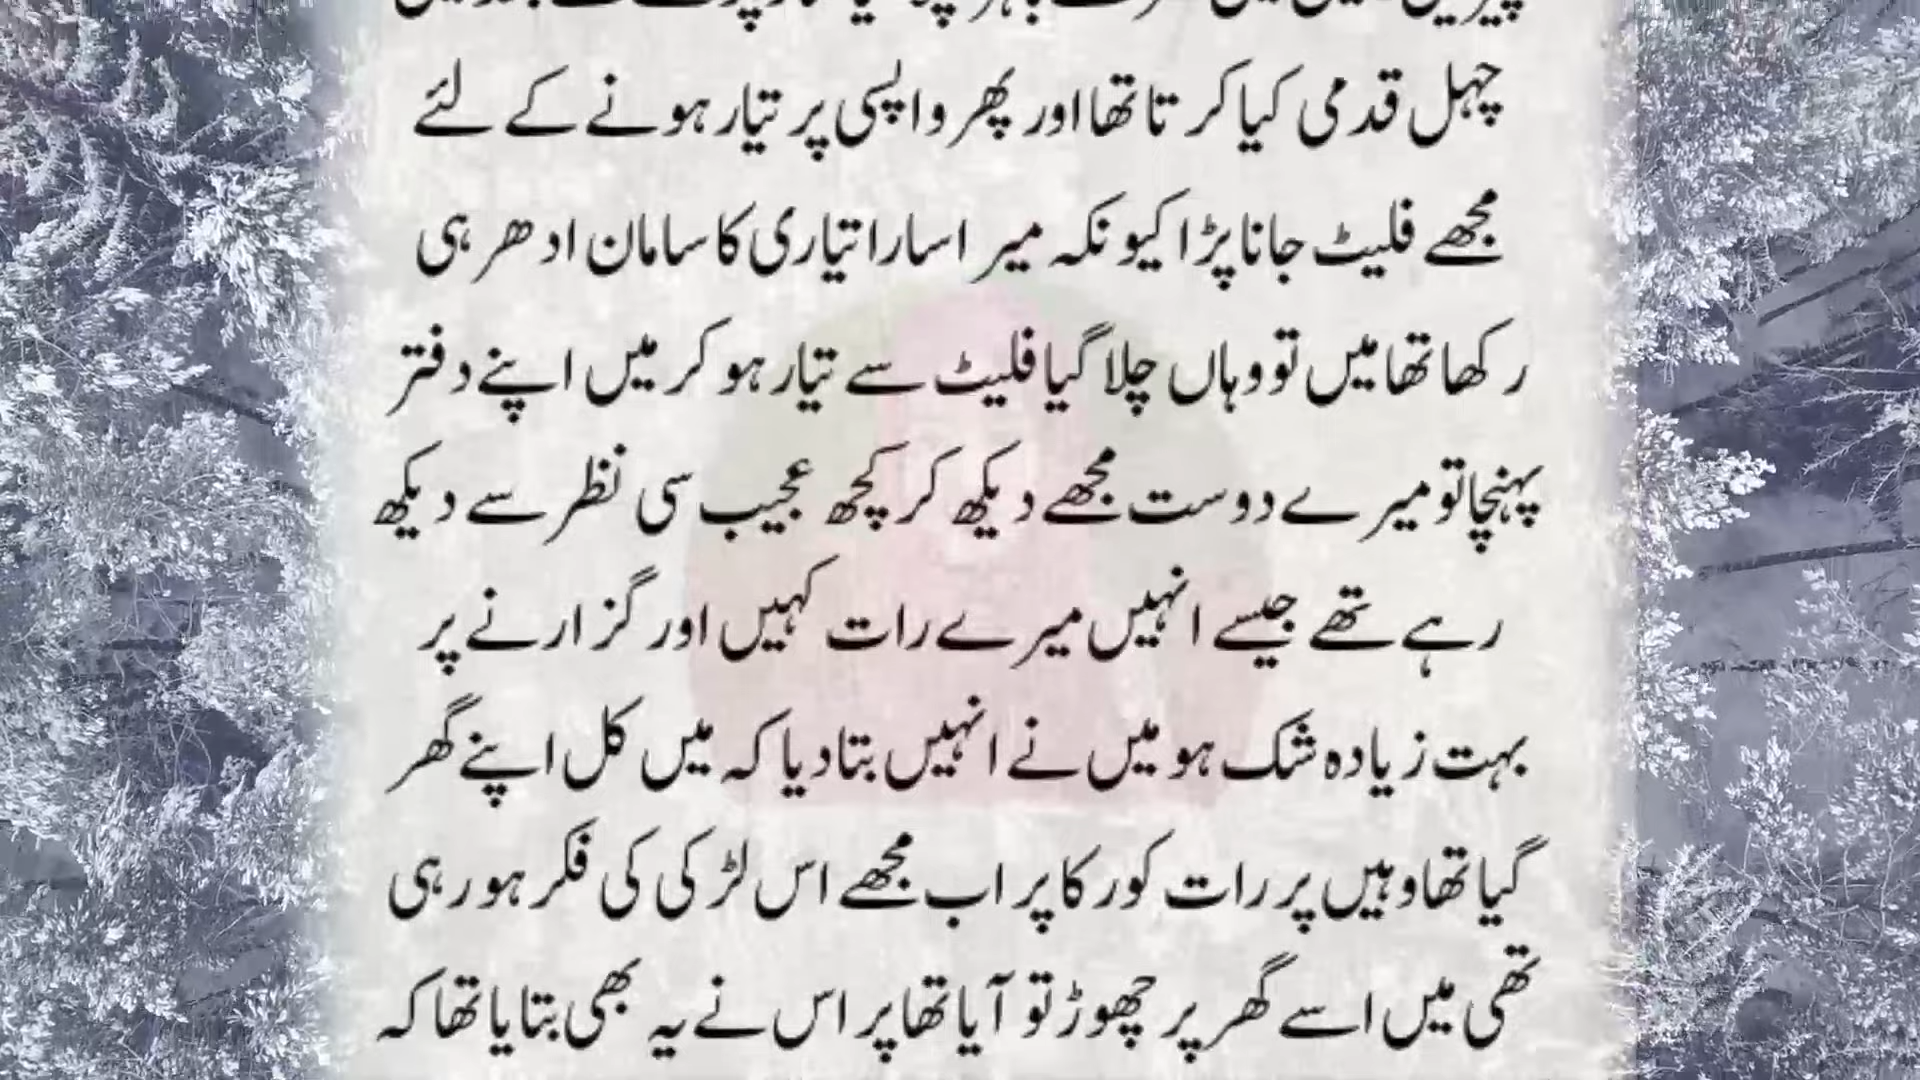 چہل قدمی کیا کرتا تھا اور پھر واپسی پر تیار ہونے کے لئے
مجھے فلیٹ جانا پڑا کیونکہ میرا سارا تیاری کا سامان ادھر ہی
رکھا تھا میں تو وہاں چلا گیا فلیٹ سے تیار ہو کر میں اپنے دفتر
پہنچا تو میرے دوست مجھے دیکھ کر کچھ عجیب سی نظر سے دیکھ
رہے تھے جیسے انہیں میرے رات کہیں اور گزارنے پر
بہت زیادہ شک ہو میں نے انہیں بتا دیا کہ میں کل اپنے گھر
گیا تھا وہیں پر رات کو رکا پر اب مجھے اس لڑکی کی فکر ہو رہی
تھی میں اسے گھر پر چھوڑ تو آیا تھا پر اس نے یہ بھی بتایا تھا کہ